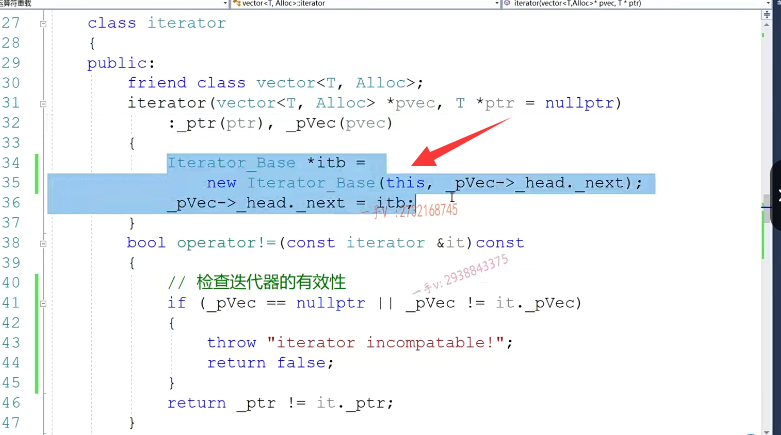 运算符重载 vector<T, Alloc>::iterator iterator(vector<T, Alloc>* pvec, T * ptr)
27 class iterator
28 {
29 public:
30 friend class vector<T, Alloc>;
31 iterator(vector<T, Alloc> *pvec, T *ptr = nullptr)
32 :_ptr(ptr), _pVec(pvec)
33 {
34 Iterator_Base *itb =
35 new Iterator_Base(this, _pVec->_head._next);
36 _pVec->_head._next = itb;
一手V :2732168745
37 }
38 bool operator!=(const iterator &it)const
39 {
40 // 检查迭代器的有效性
一手v: 2938843375
41 if (_pVec == nullptr || _pVec != it._pVec)
42 {
43 throw "iterator incompatable!";
44 return false;
45 }
46 return _ptr != it._ptr;
47 }